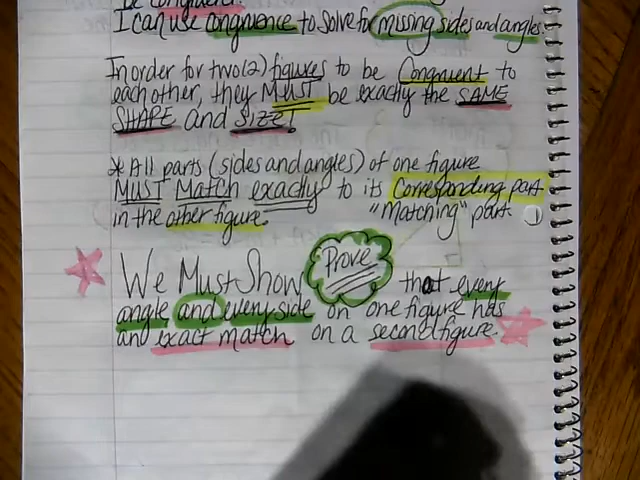 be congruent.
I can use congruence to solve for missing sides and angles.
In order for two(2) figures to be Congruent to
each other, they MUST be exactly the SAME
SHAPE and SIZE!
* All parts (sides and angles) of one figure
MUST Match exactly to its Corresponding part
in the other figure. "Matching" part
We Must Show Prove that every
angle and every side on one figure has
an exact match on a second figure.